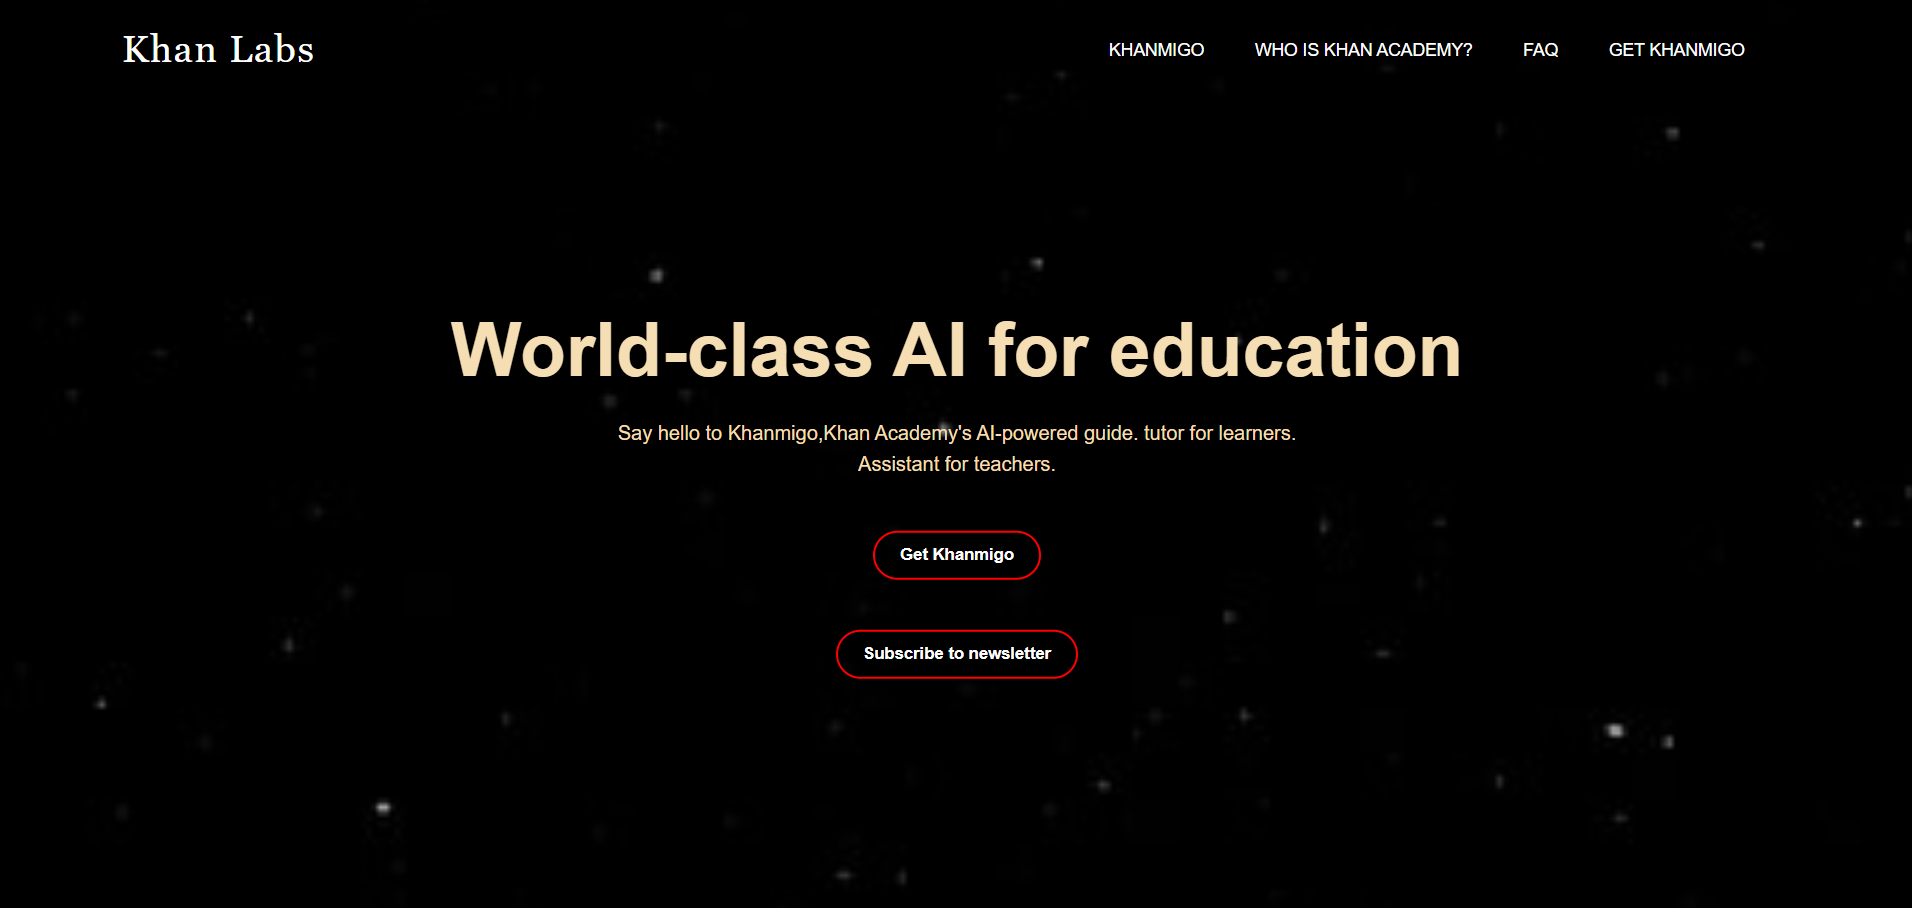 Khan Labs
KHANMIGO
WHO IS KHAN ACADEMY?
FAQ
GET KHANMIGO
World-class AI for education
Say hello to Khanmigo,Khan Academy's AI-powered guide. tutor for learners.
Assistant for teachers.
Get Khanmigo
Subscribe to newsletter